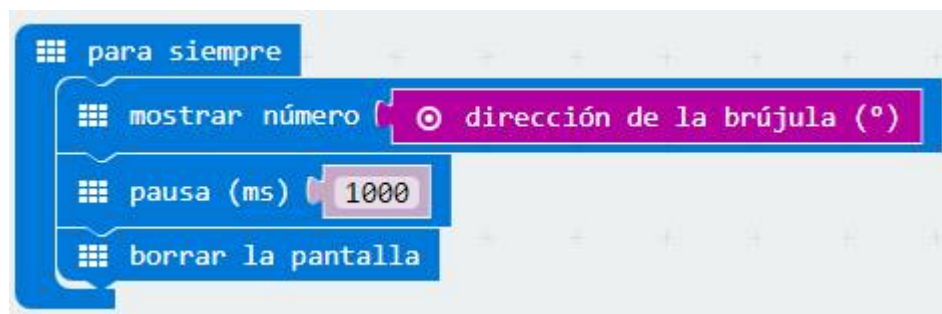 para siempre
mostrar número dirección de la brújula (º)
pausa (ms) 1000
borrar la pantalla